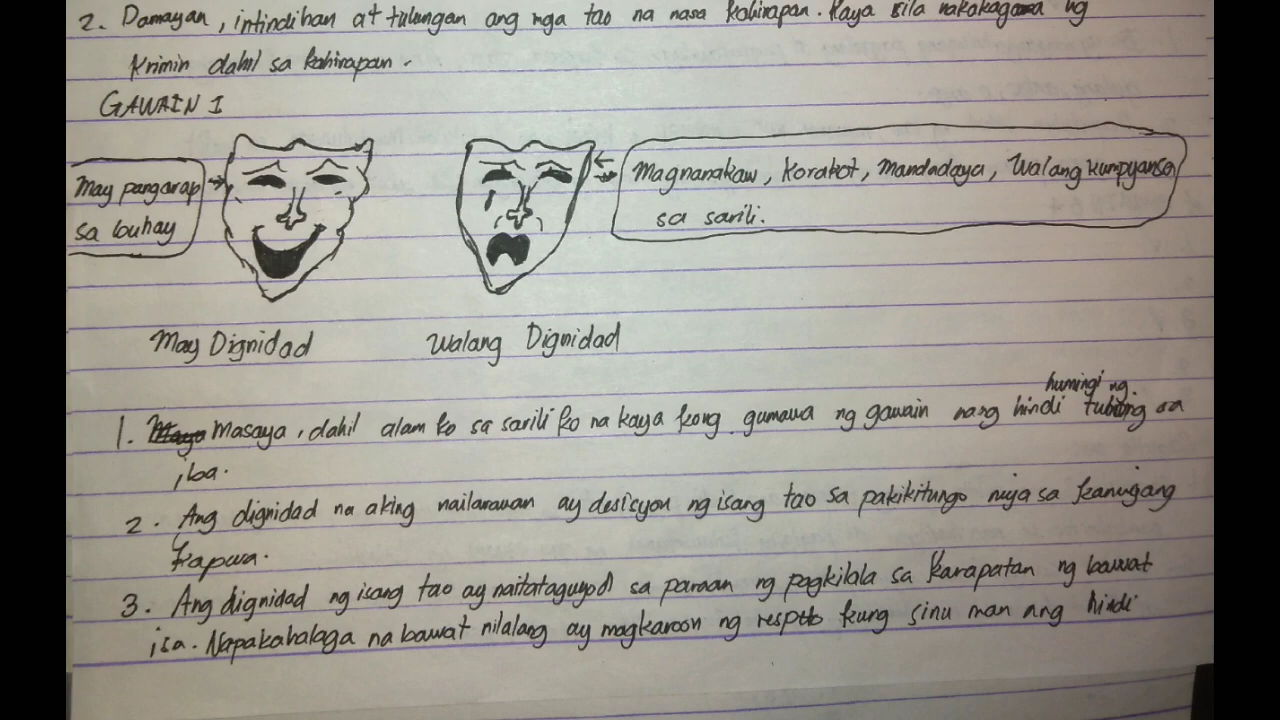 2. Damayan, intindihan at tulungan ang mga tao na nasa kahirapan. Kaya sila nakakagawa ng
krimin dahil sa kahirapan.
GAWAIN 1
May pangarap
sa buhay
Magnanakaw, Korakot, Mandadaya, Walang kumpyansa
sa sarili.
May Dignidad
Walang Dignidad
humingi ng
1. Masaya, dahil alam ko sa sarili ko na kaya kong gumawa ng gawain nang hindi tulong sa
iba.
2. Ang dignidad na aking nailarawan ay desisyon ng isang tao sa pakikitungo niya sa kanyang
kapwa.
3. Ang dignidad ng isang tao ay naitataguyod sa paraan ng pagkilala sa karapatan ng bawat
isa. Napakahalaga na bawat nilalang ay magkaroon ng respeto kung sinu man ang hindi